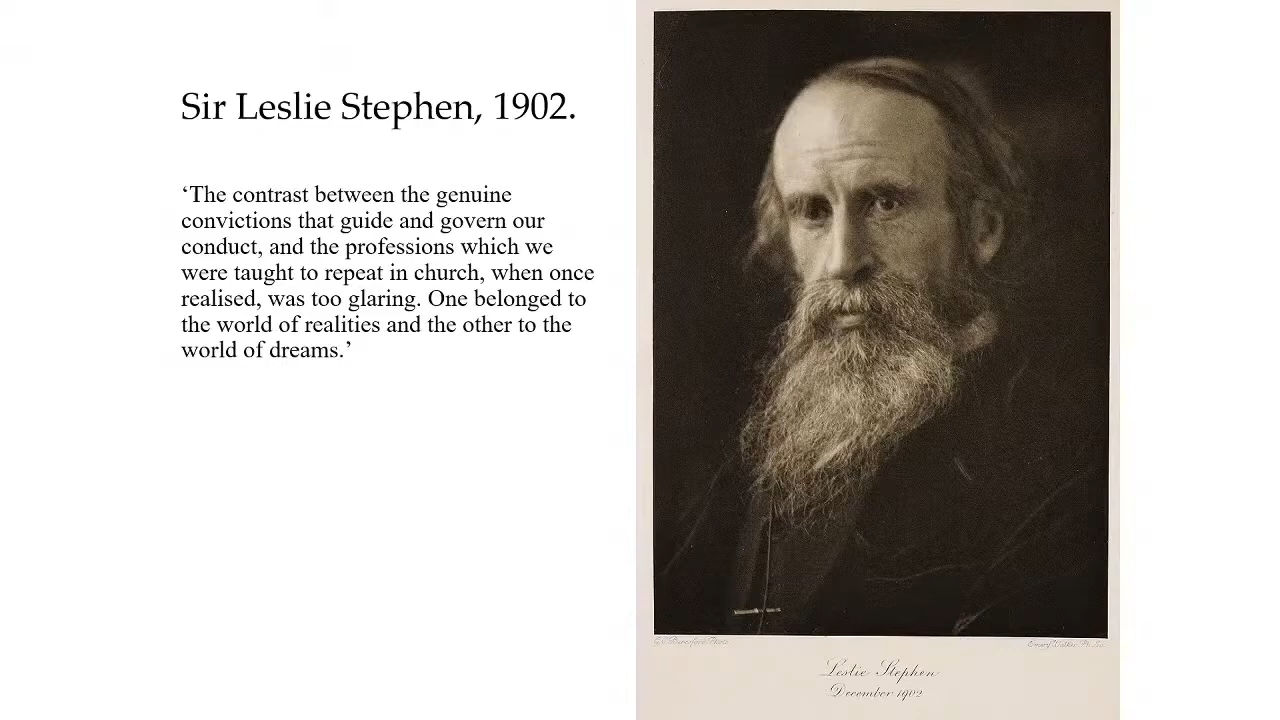 Sir Leslie Stephen, 1902.
‘The contrast between the genuine
convictions that guide and govern our
conduct, and the professions which we
were taught to repeat in church, when once
realised, was too glaring. One belonged to
the world of realities and the other to the
world of dreams.’
Leslie Stephen
December 1902